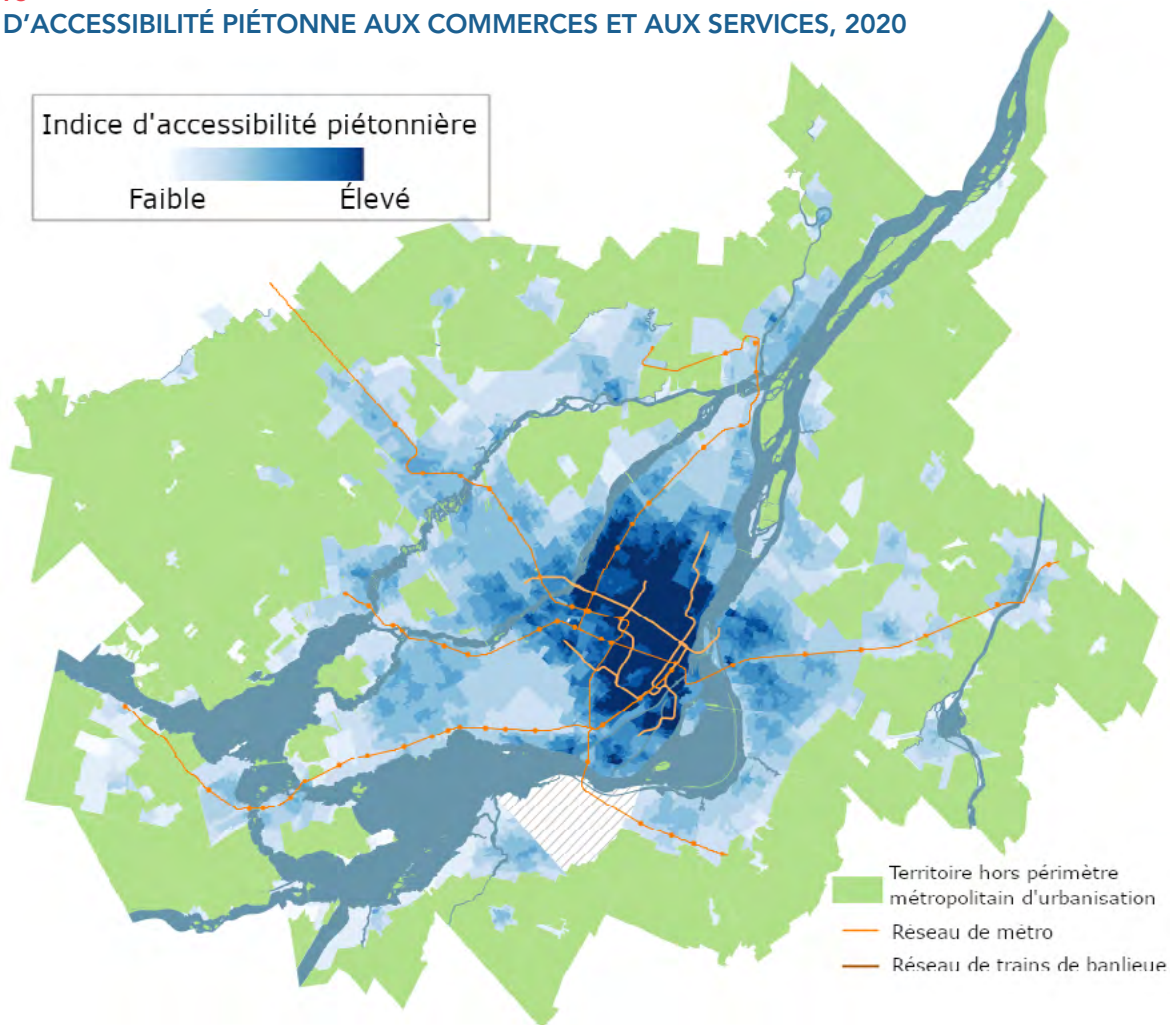 D'ACCESSIBILITÉ PIÉTONNE AUX COMMERCES ET AUX SERVICES, 2020
Indice d'accessibilité piétonnière
Faible Élevé
Territoire hors périmètre
métropolitain d'urbanisation
Réseau de métro
Réseau de trains de banlieue